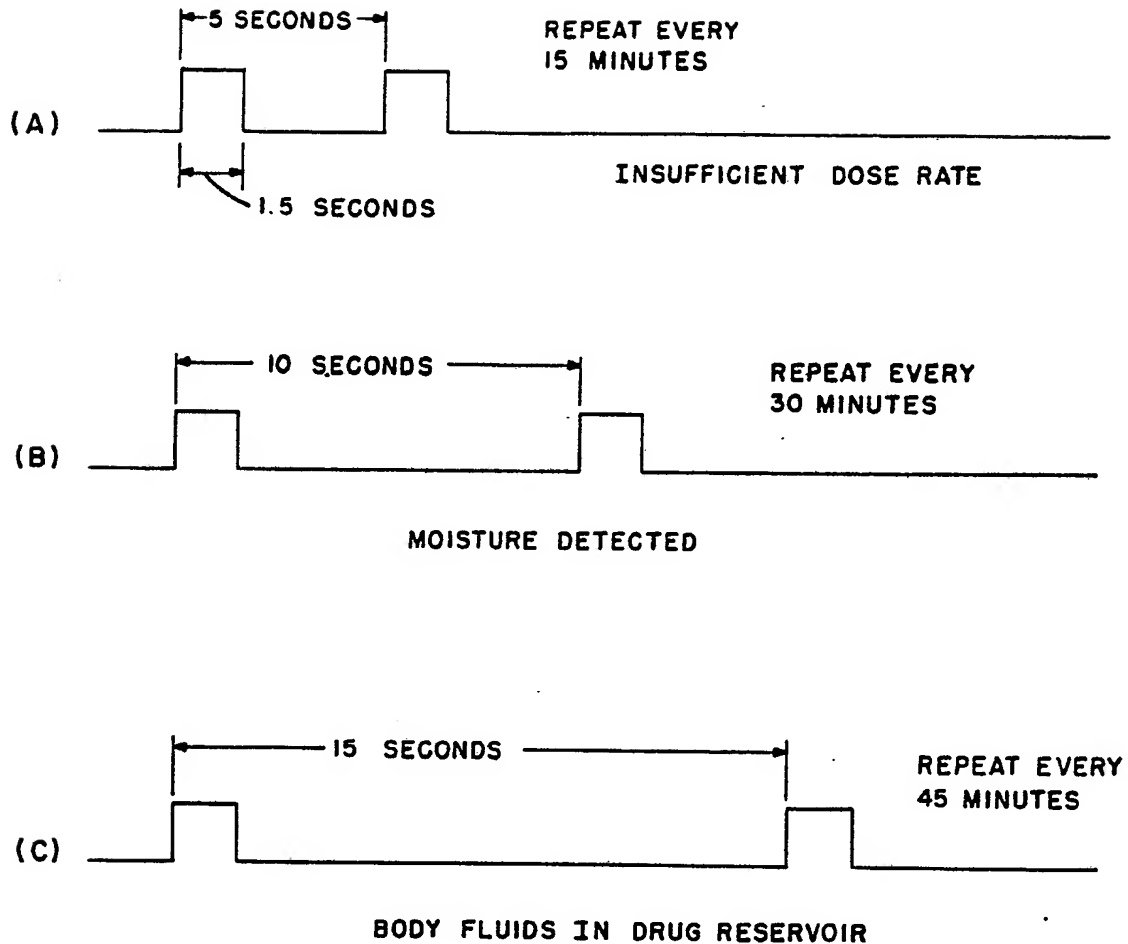 5 SECONDS
REPEAT EVERY
15 MINUTES
(A)
INSUFFICIENT DOSE RATE
1.5 SECONDS
10 SECONDS
REPEAT EVERY
30 MINUTES
(B)
MOISTURE DETECTED
15 SECONDS
REPEAT EVERY
45 MINUTES
(C)
BODY FLUIDS IN DRUG RESERVOIR